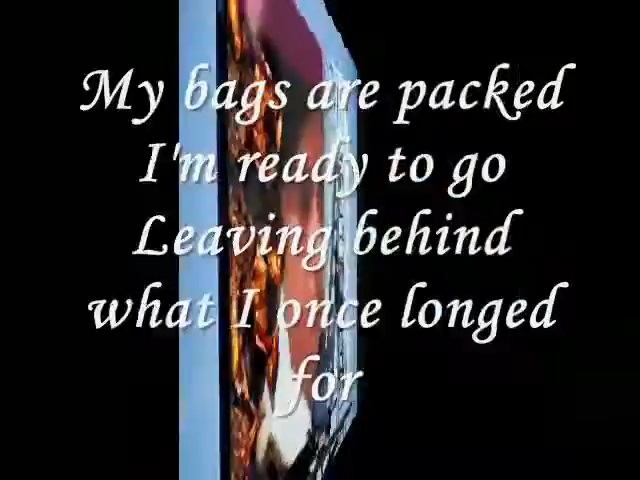 My bags are packed
I'm ready to go
Leaving behind
what I once longed
for